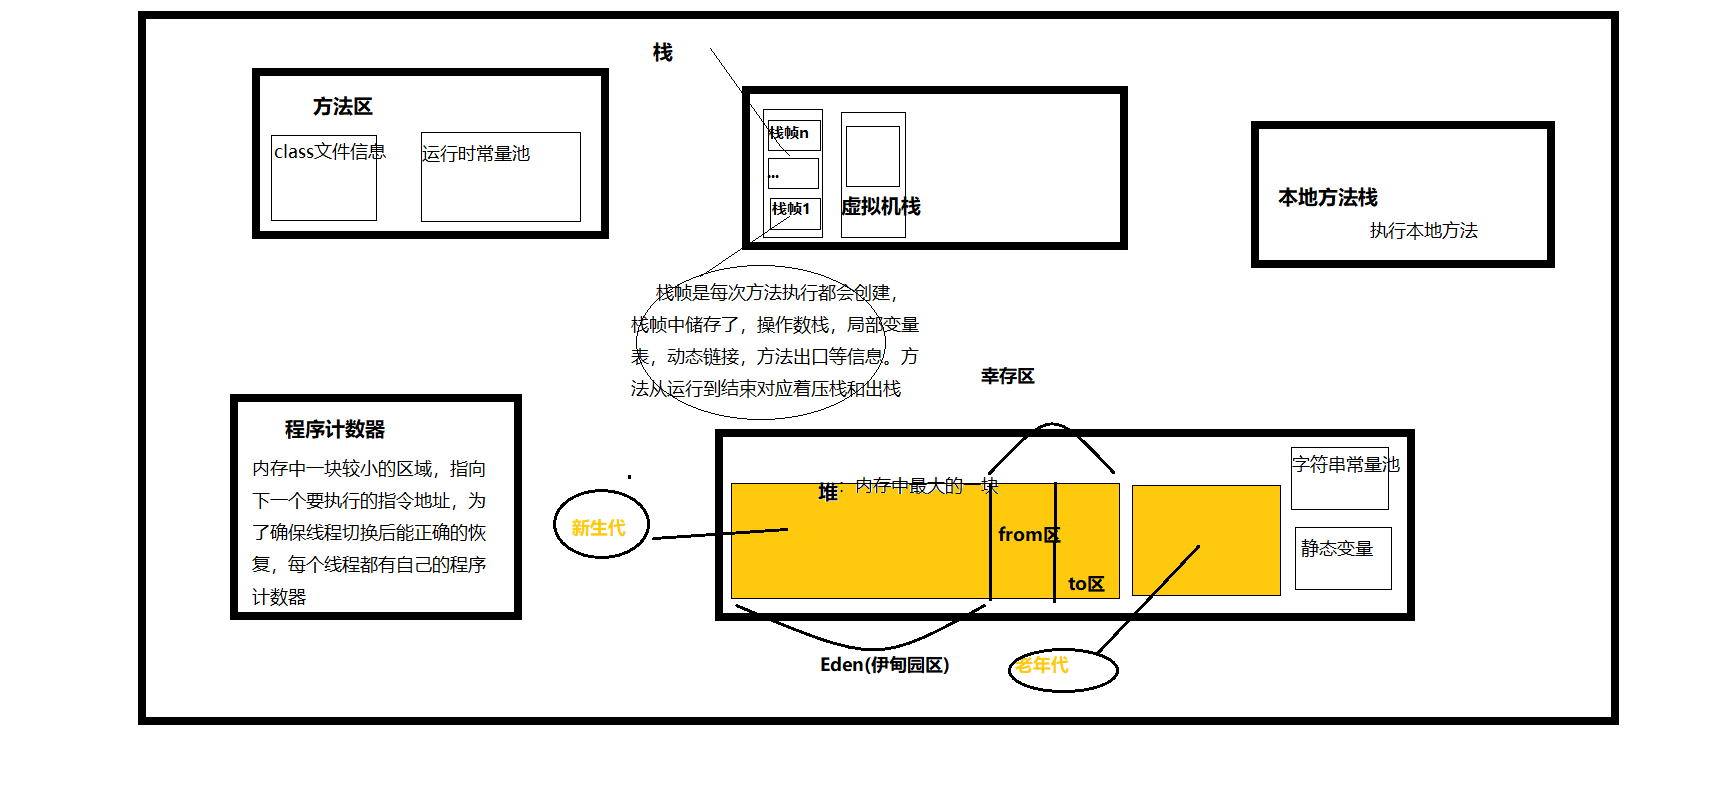 栈
方法区
class文件信息
运行时常量池
栈帧n
...
栈帧1
虚拟机栈
本地方法栈
执行本地方法
栈帧是每次方法执行都会创建，
栈帧中储存了，操作数栈，局部变量
表，动态链接，方法出口等信息。方
法从运行到结束对应着压栈和出栈
幸存区
程序计数器
内存中一块较小的区域，指向
下一个要执行的指令地址，为
了确保线程切换后能正确的恢
复，每个线程都有自己的程序
计数器
新生代
堆：内存中最大的一块
from区
to区
字符串常量池
静态变量
Eden(伊甸园区)
老年代